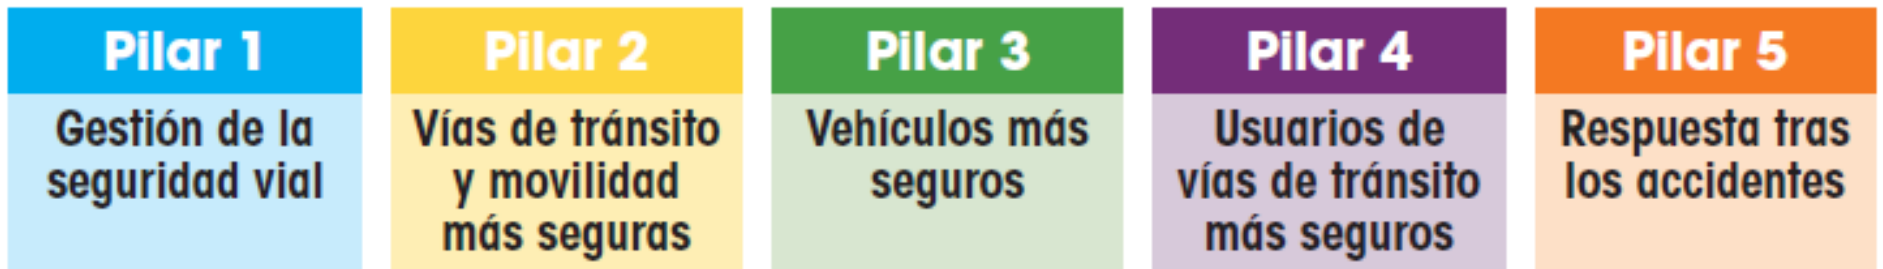 Pilar 1
Gestión de la
seguridad vial
Pilar 2
Vías de tránsito
y movilidad
más seguras
Pilar 3
Vehículos más
seguros
Pilar 4
Usuarios de
vías de tránsito
más seguros
Pilar 5
Respuesta tras
los accidentes